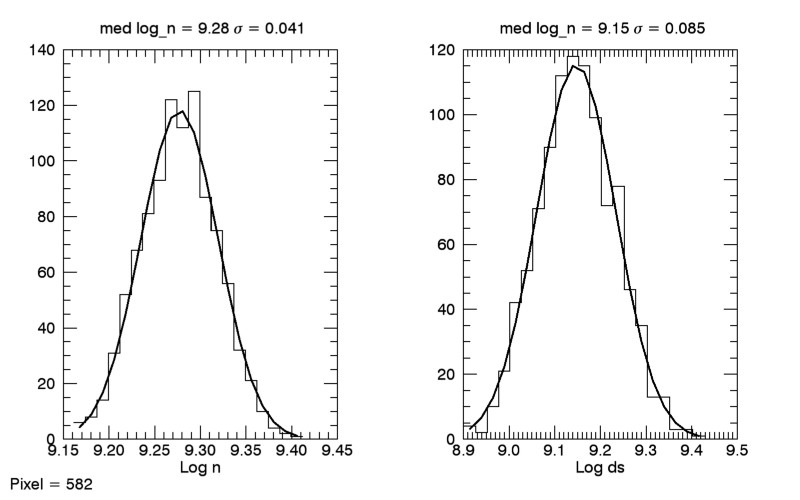 med log_n = 9.28 σ = 0.041
med log_n = 9.15 σ = 0.085
140
120
100
80
60
40
20
0
9.15 9.20 9.25 9.30 9.35 9.40 9.45
Log n
120
100
80
60
40
20
0
8.9 9.0 9.1 9.2 9.3 9.4 9.5
Log ds
Pixel = 582